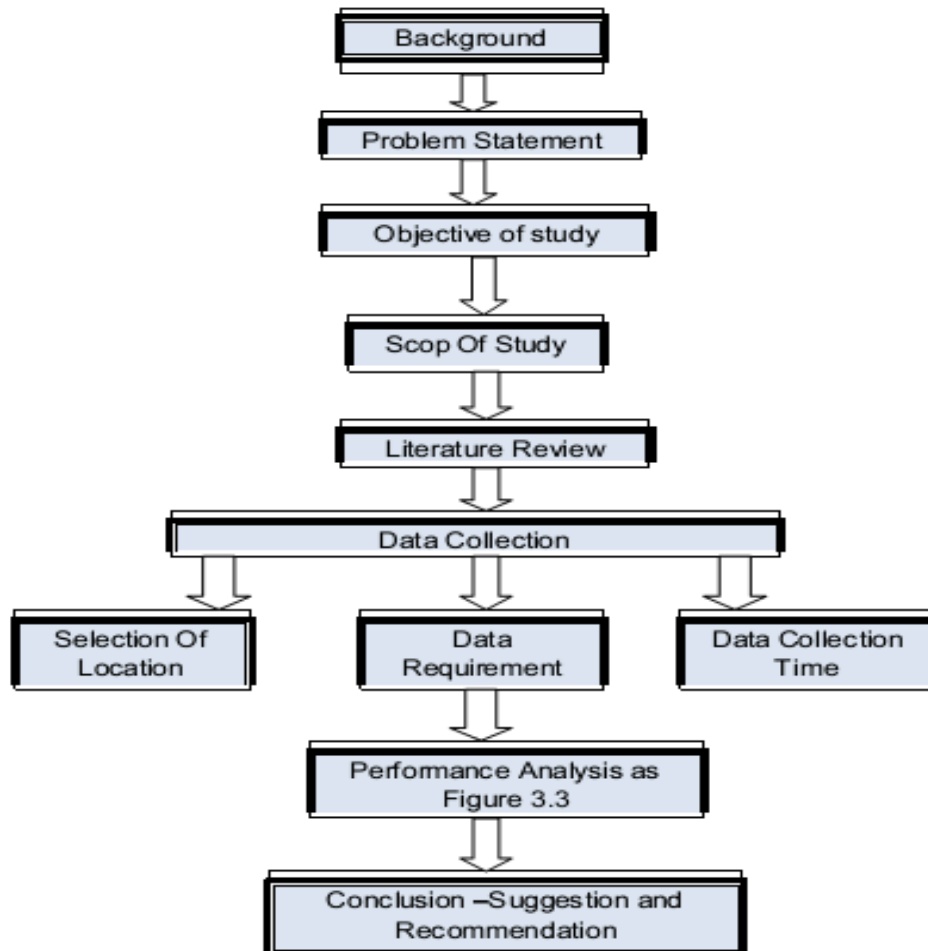 Background
Problem Statement
Objective of study
Scop Of Study
Literature Review
Data Collection
Selection Of
Location
Data
Requirement
Data Collection
Time
Performance Analysis as
Figure 3.3
Conclusion –Suggestion and
Recommendation